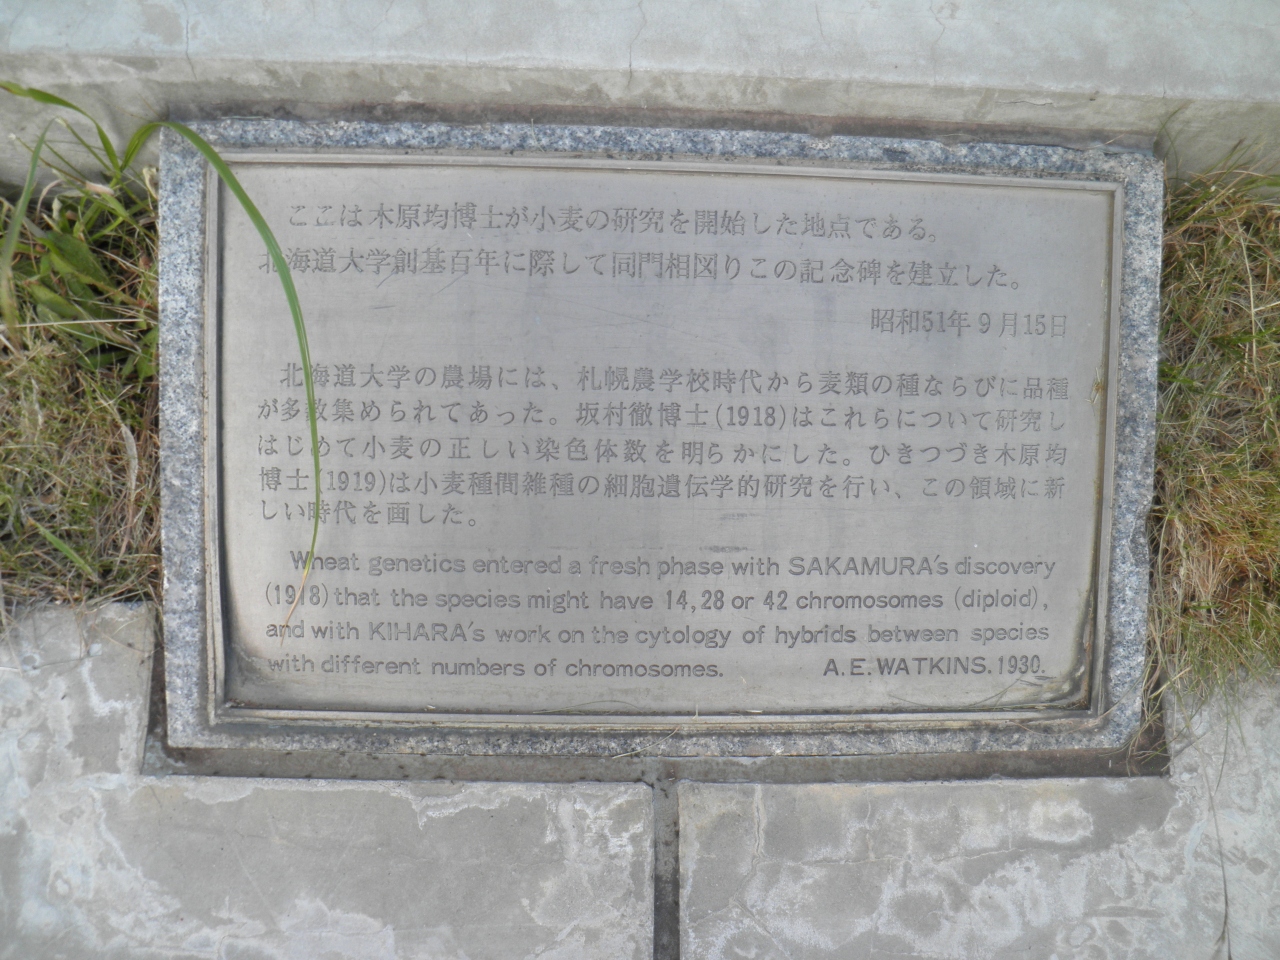 ここは木原均博士が小麦の研究を開始した地点である。
北海道大学創基百年に際して同門相図りこの記念碑を建立した。
昭和51年9月15日
北海道大学の農場には、札幌農学校時代から麦類の種ならびに品種
が多数集められてあった。坂村徹博士(1918)はこれらについて研究し
はじめて小麦の正しい染色体数を明らかにした。ひきつづき木原均
博士(1919)は小麦種間雑種の細胞遺伝学的研究を行い、この領域に新
しい時代を画した。
Wheat genetics entered a fresh phase with SAKAMURA's discovery
(1918) that the species might have 14,28 or 42 chromosomes (diploid),
and with KIHARA's work on the cytology of hybrids between species
with different numbers of chromosomes. A.E.WATKINS.1930.